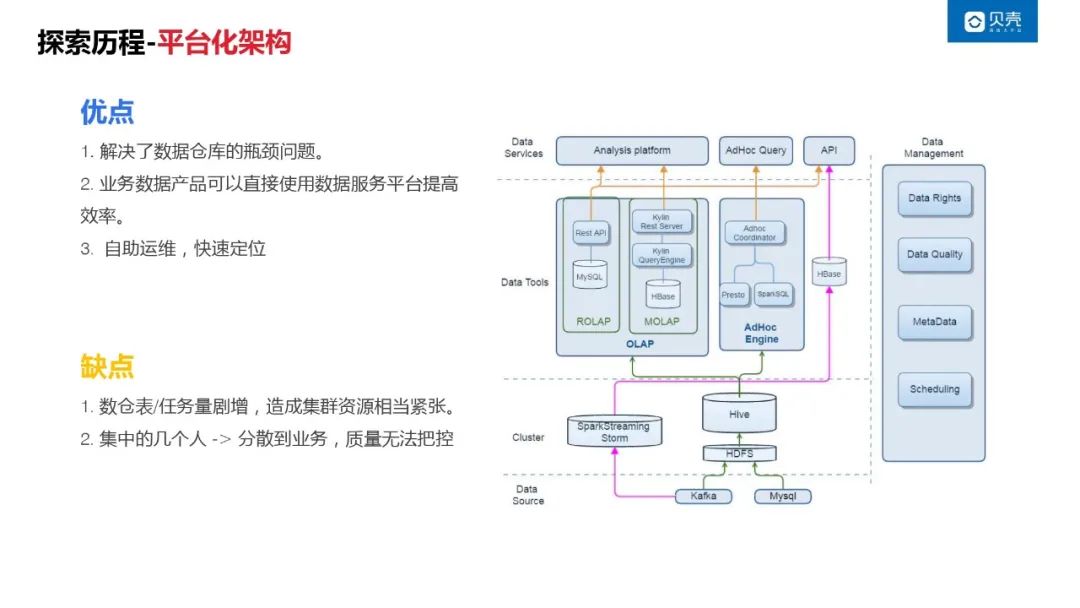 探索历程-平台化架构
贝壳
优点
1. 解决了数据仓库的瓶颈问题。
2. 业务数据产品可以直接使用数据服务平台提高
效率。
3. 自助运维，快速定位
缺点
1. 数仓表/任务量剧增，造成集群资源相当紧张。
2. 集中的几个人 -> 分散到业务，质量无法把控
Data
Services
Analysis platform
AdHoc Query
API
Data Tools
Rest API
MySQL
ROLAP
Kylin
Rest Server
Kylin
QueryEngine
HBase
MOLAP
OLAP
Adhoc
Coordinator
Presto
SparkSQL
AdHoc
Engine
HBase
Cluster
SparkStreaming
Storm
Hive
HDFS
Data
Source
Kafka
Mysql
Data
Management
Data Rights
Data Quality
MetaData
Scheduling